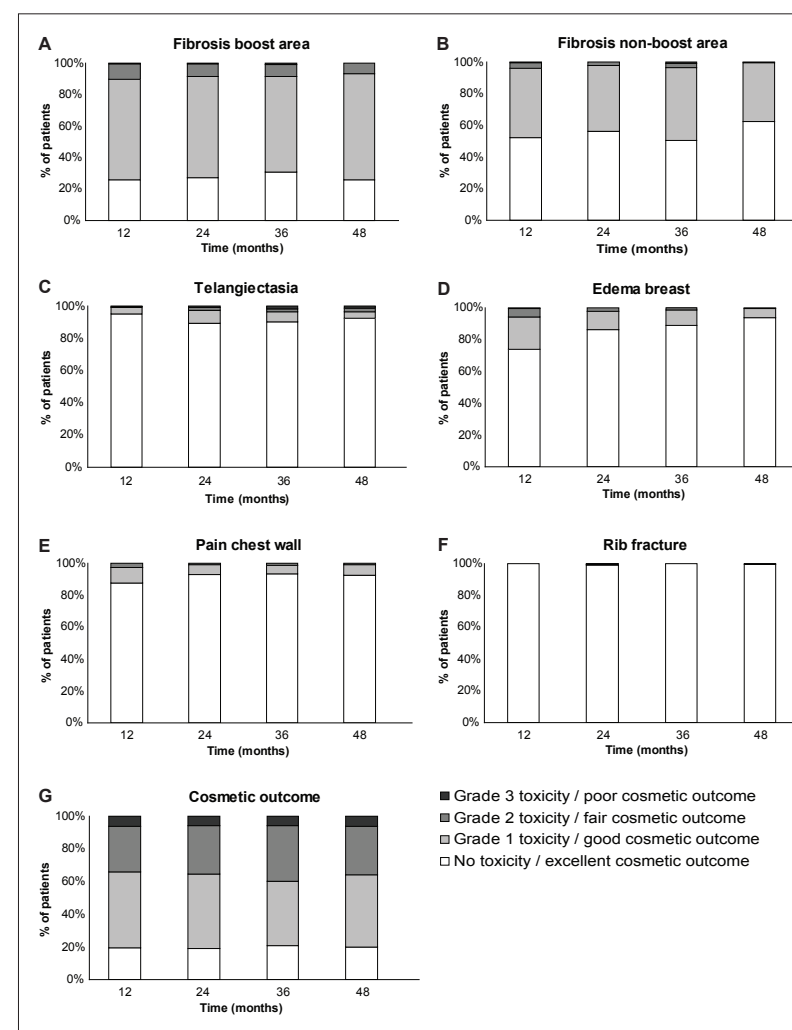 A
Fibrosis boost area
100%
80%
60%
40%
20%
0%
% of patients
12 24 36 48
Time (months)
B
Fibrosis non-boost area
100%
80%
60%
40%
20%
0%
% of patients
12 24 36 48
Time (months)
C
Telangiectasia
100%
80%
60%
40%
20%
0%
% of patients
12 24 36 48
Time (months)
D
Edema breast
100%
80%
60%
40%
20%
0%
% of patients
12 24 36 48
Time (months)
E
Pain chest wall
100%
80%
60%
40%
20%
0%
% of patients
12 24 36 48
Time (months)
F
Rib fracture
100%
80%
60%
40%
20%
0%
% of patients
12 24 36 48
Time (months)
G
Cosmetic outcome
100%
80%
60%
40%
20%
0%
% of patients
12 24 36 48
Time (months)
Grade 3 toxicity / poor cosmetic outcome
Grade 2 toxicity / fair cosmetic outcome
Grade 1 toxicity / good cosmetic outcome
No toxicity / excellent cosmetic outcome